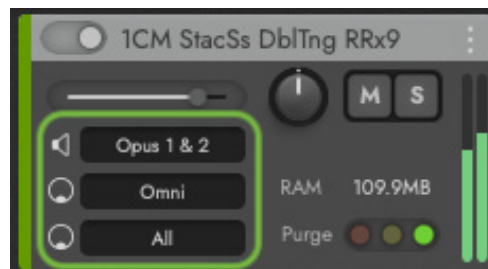 1CM StacSs DblTng RRx9
M S
Opus 1 & 2
Omni
RAM 109.9MB
All
Purge